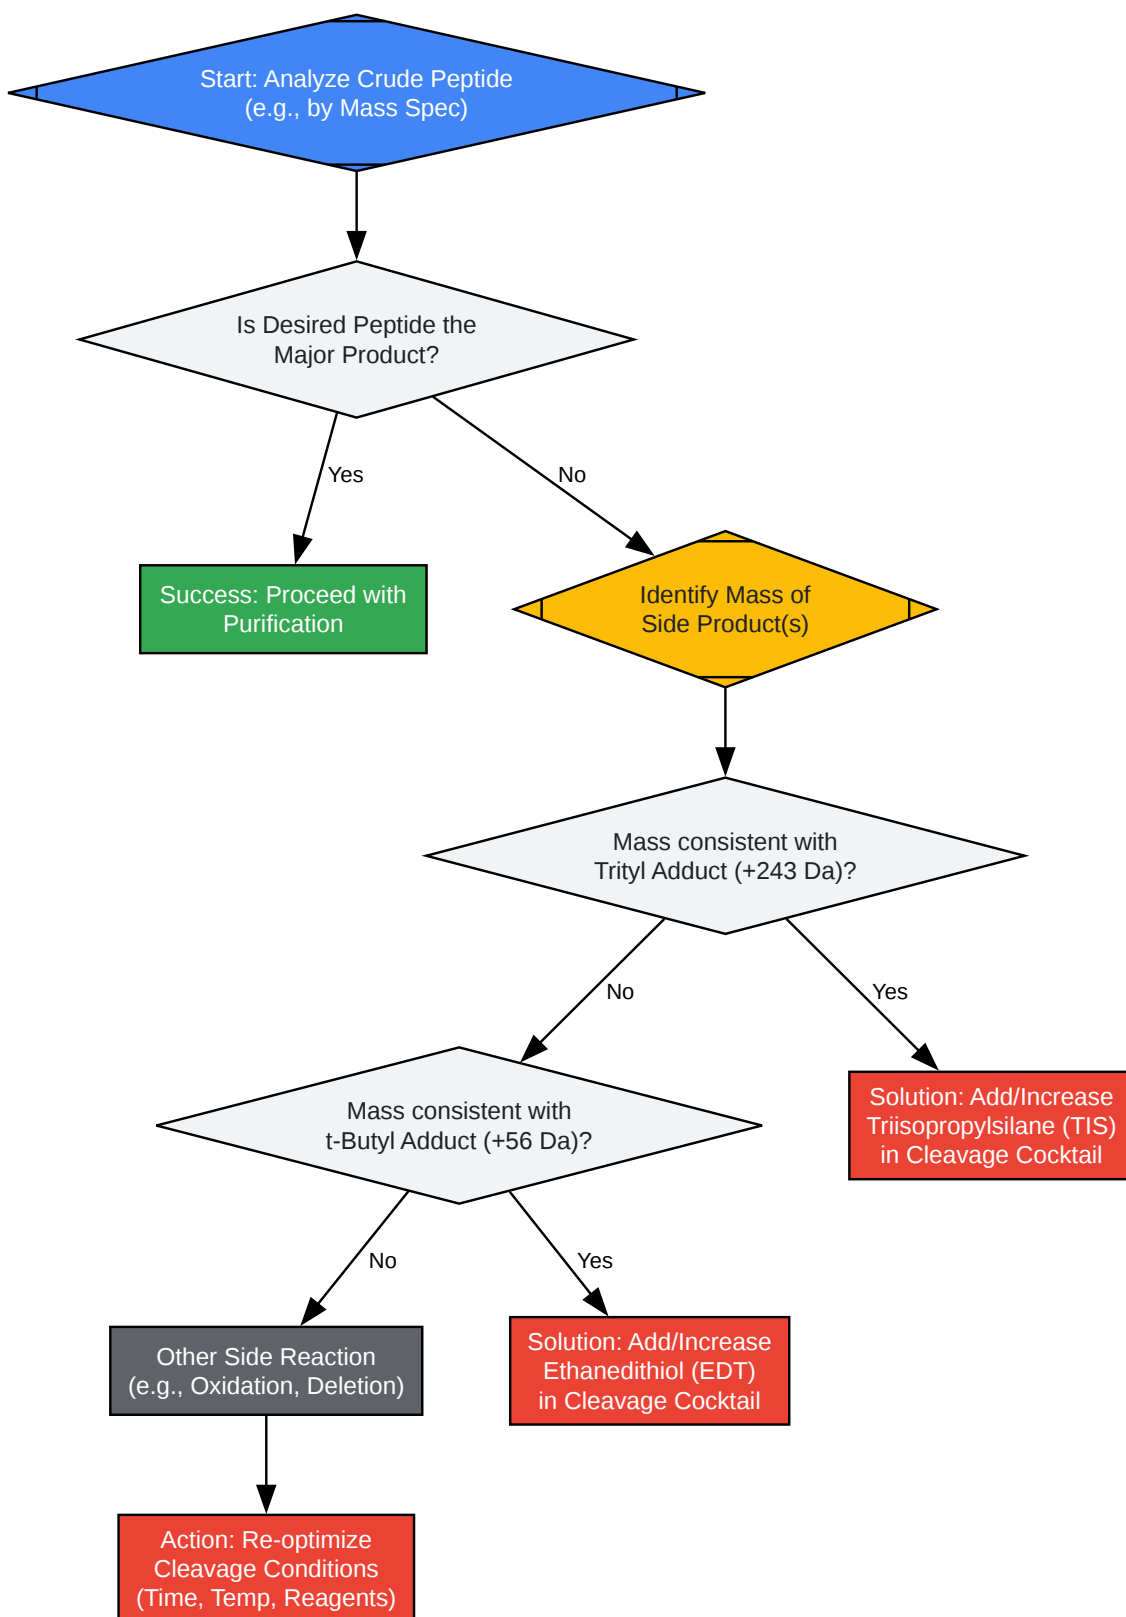 Start: Analyze Crude Peptide
(e.g., by Mass Spec)
Is Desired Peptide the
Major Product?
Yes
No
Success: Proceed with
Purification
Identify Mass of
Side Product(s)
Mass consistent with
Trityl Adduct (+243 Da)?
No
Yes
Mass consistent with
t-Butyl Adduct (+56 Da)?
Solution: Add/Increase
Triisopropylsilane (TIS)
in Cleavage Cocktail
No
Yes
Other Side Reaction
(e.g., Oxidation, Deletion)
Solution: Add/Increase
Ethanedithiol (EDT)
in Cleavage Cocktail
Action: Re-optimize
Cleavage Conditions
(Time, Temp, Reagents)